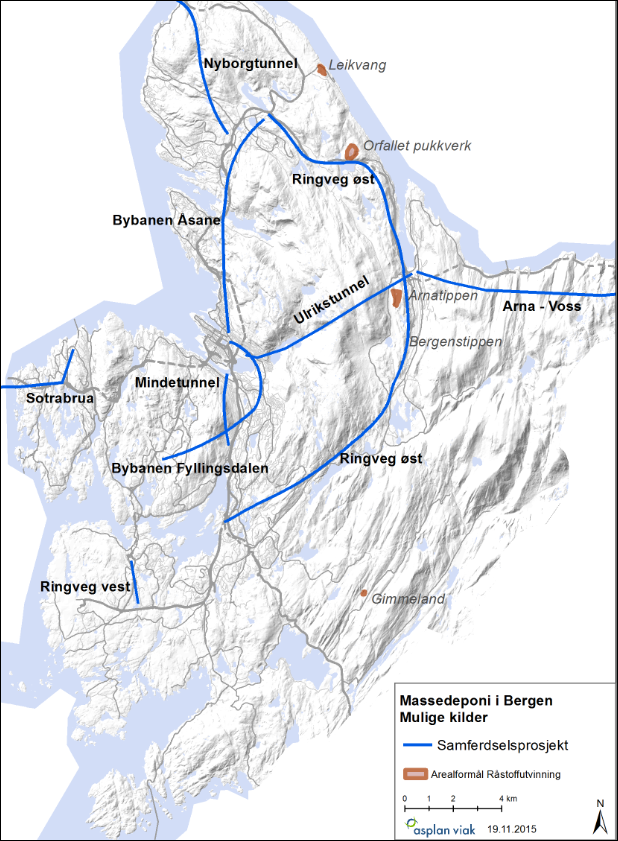 Nyborgtunnel
Leikvang
Orfallet pukkverk
Ringveg øst
Bybanen Åsane
Ulrikstunnel
Arnatippen
Arna - Voss
Bergenstippen
Mindetunnel
Sotrabrua
Bybanen Fyllingsdalen
Ringveg øst
Ringveg vest
Gimmeland
Massedeponi i Bergen
Mulige kilder
Samferdselsprosjekt
Arealformål Råstoffutvinning
0 1 2 4 km
N
asplan viak 19.11.2015